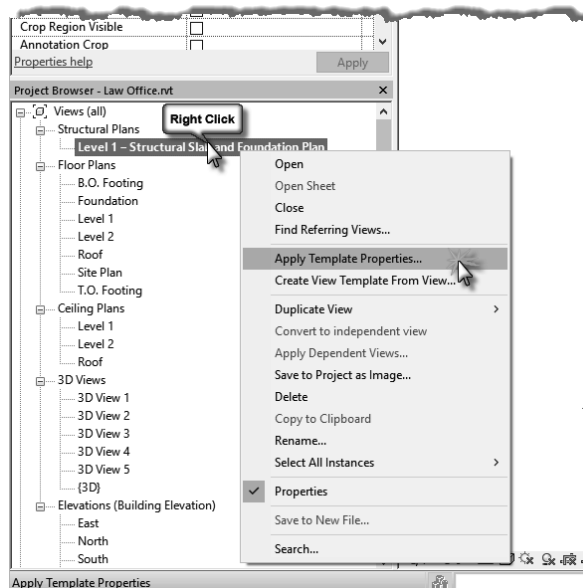 Crop Region Visible
Annotation Crop
Properties help
Apply
Project Browser - Law Office.rvt
Views (all)
Right Click
Structural Plans
Level 1 – Structural Slab and Foundation Plan
Floor Plans
B.O. Footing
Foundation
Level 1
Level 2
Roof
Site Plan
T.O. Footing
Ceiling Plans
Level 1
Level 2
Roof
3D Views
3D View 1
3D View 2
3D View 3
3D View 4
3D View 5
{3D}
Elevations (Building Elevation)
East
North
South
Open
Open Sheet
Close
Find Referring Views...
Apply Template Properties...
Create View Template From View...
Duplicate View
Convert to independent view
Apply Dependent Views...
Save to Project as Image...
Delete
Copy to Clipboard
Rename...
Select All Instances
Properties
Save to New File...
Search...
Apply Template Properties